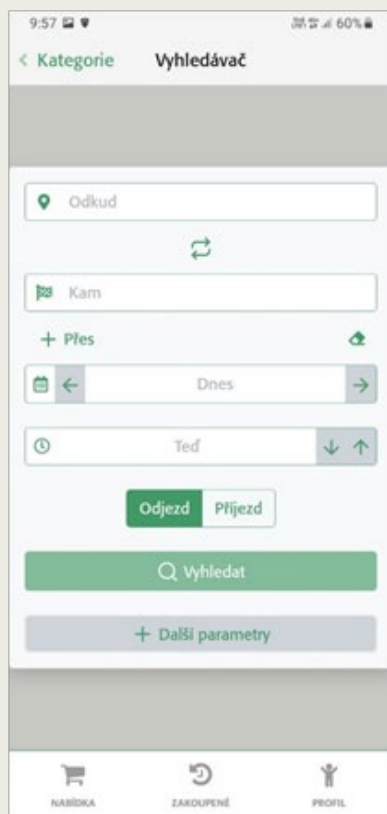 9:57 60%
Kategorie Vyhledávač
Odkud
Kam
+ Přes
Dnes
Teď
Odjezd Příjezd
Vyhledat
+ Další parametry
NABÍDKA ZAKOUPENÉ PROFIL